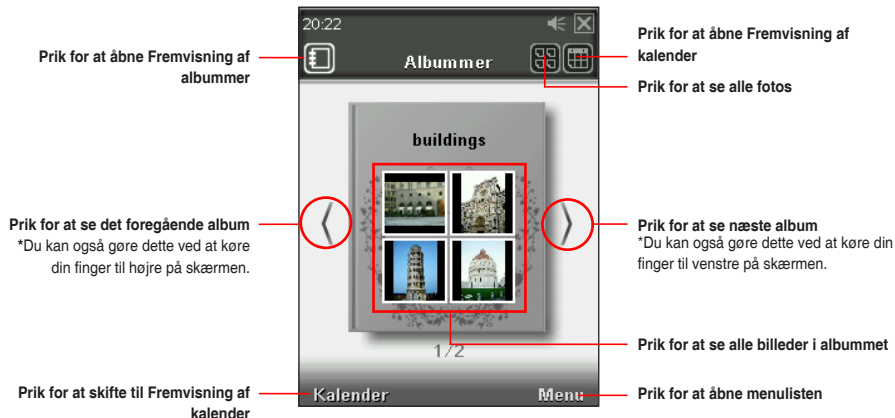 Prik for at åbne Fremvisning af
albummer
Prik for at se det foregående album
*Du kan også gøre dette ved at køre
din finger til højre på skærmen.
Prik for at skifte til Fremvisning af
kalender
20:22
Albummer
buildings
1/2
Kalender
Menu
Prik for at åbne Fremvisning af
kalender
Prik for at se alle fotos
Prik for at se næste album
*Du kan også gøre dette ved at køre din
finger til venstre på skærmen.
Prik for at se alle billeder i albummet
Prik for at åbne menulisten